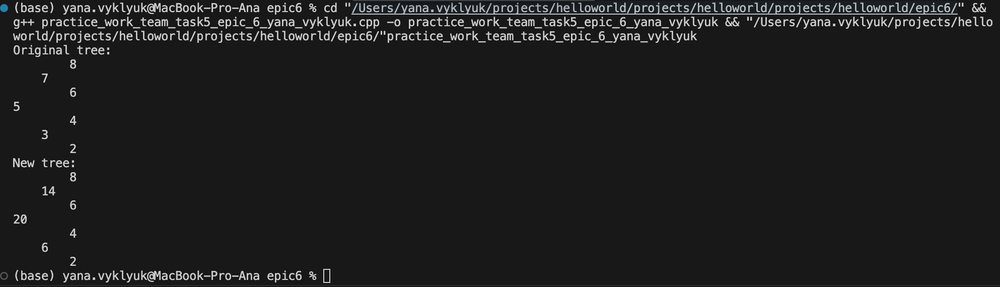 (base) yana.vyklyuk@MacBook-Pro-Ana epic6 % cd "/Users/yana.vyklyuk/projects/helloworld/projects/helloworld/projects/helloworld/epic6/" &&
g++ practice_work_team_task5_epic_6_yana_vyklyuk.cpp -o practice_work_team_task5_epic_6_yana_vyklyuk && "/Users/yana.vyklyuk/projects/hello
world/projects/helloworld/projects/helloworld/epic6/"practice_work_team_task5_epic_6_yana_vyklyuk
Original tree:
        8
    7
        6
5
        4
    3
        2
New tree:
        8
    14
        6
20
        4
    6
        2
(base) yana.vyklyuk@MacBook-Pro-Ana epic6 %